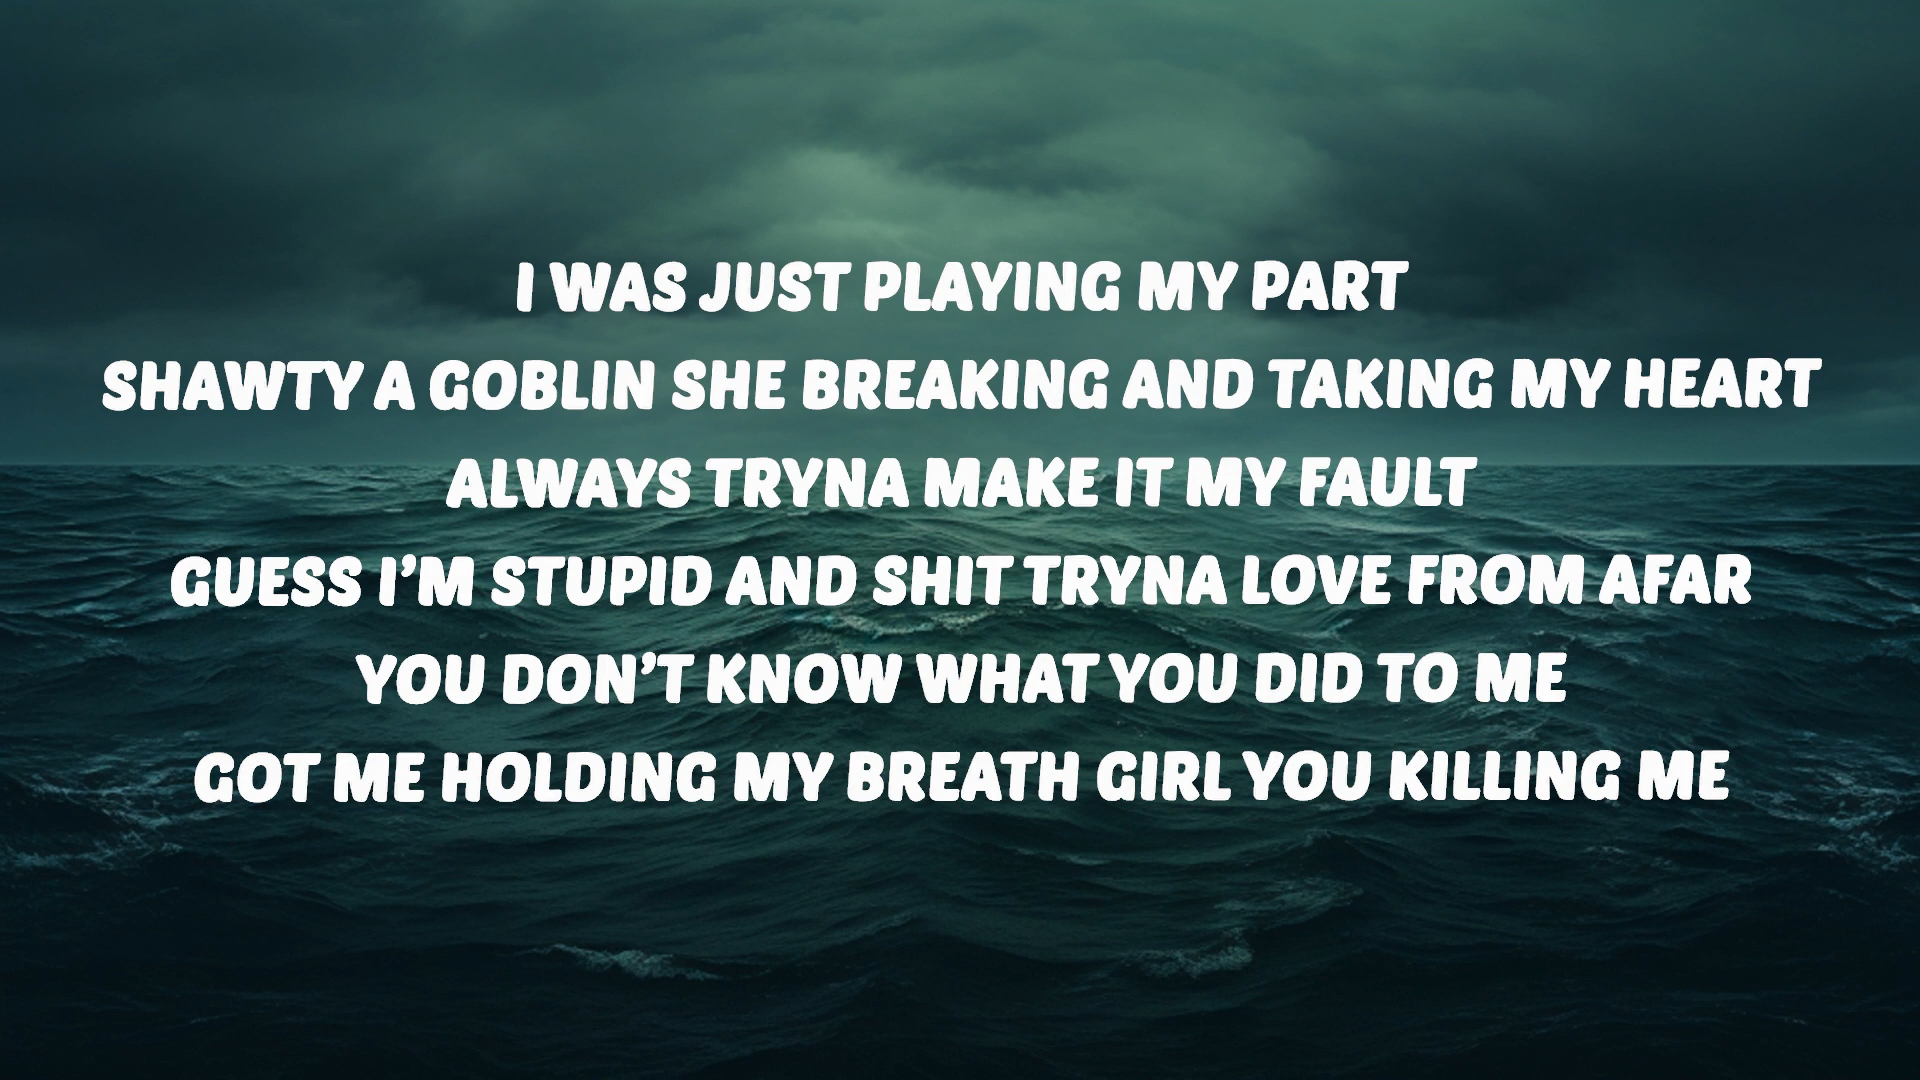 I WAS JUST PLAYING MY PART
SHAWTY A GOBLIN SHE BREAKING AND TAKING MY HEART
ALWAYS TRYNA MAKE IT MY FAULT
GUESS I’M STUPID AND SHIT TRYNA LOVE FROM AFAR
YOU DON’T KNOW WHAT YOU DID TO ME
GOT ME HOLDING MY BREATH GIRL YOU KILLING ME